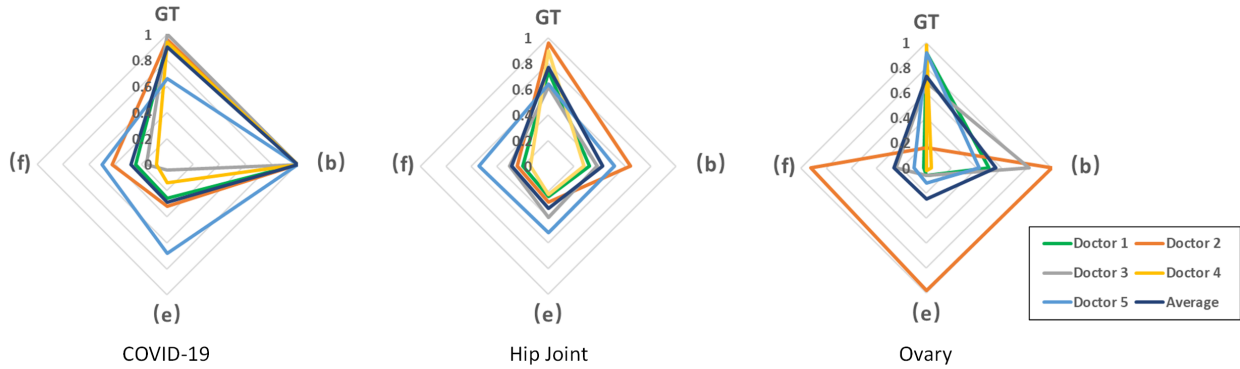 GT
1
0.8
0.6
0.4
0.2
0
(f)
(b)
(e)
COVID-19
GT
1
0.8
0.6
0.4
0.2
0
(f)
(b)
(e)
Hip Joint
GT
1
0.8
0.6
0.4
0.2
0
(f)
(b)
(e)
Ovary
Doctor 1 Doctor 2
Doctor 3 Doctor 4
Doctor 5 Average